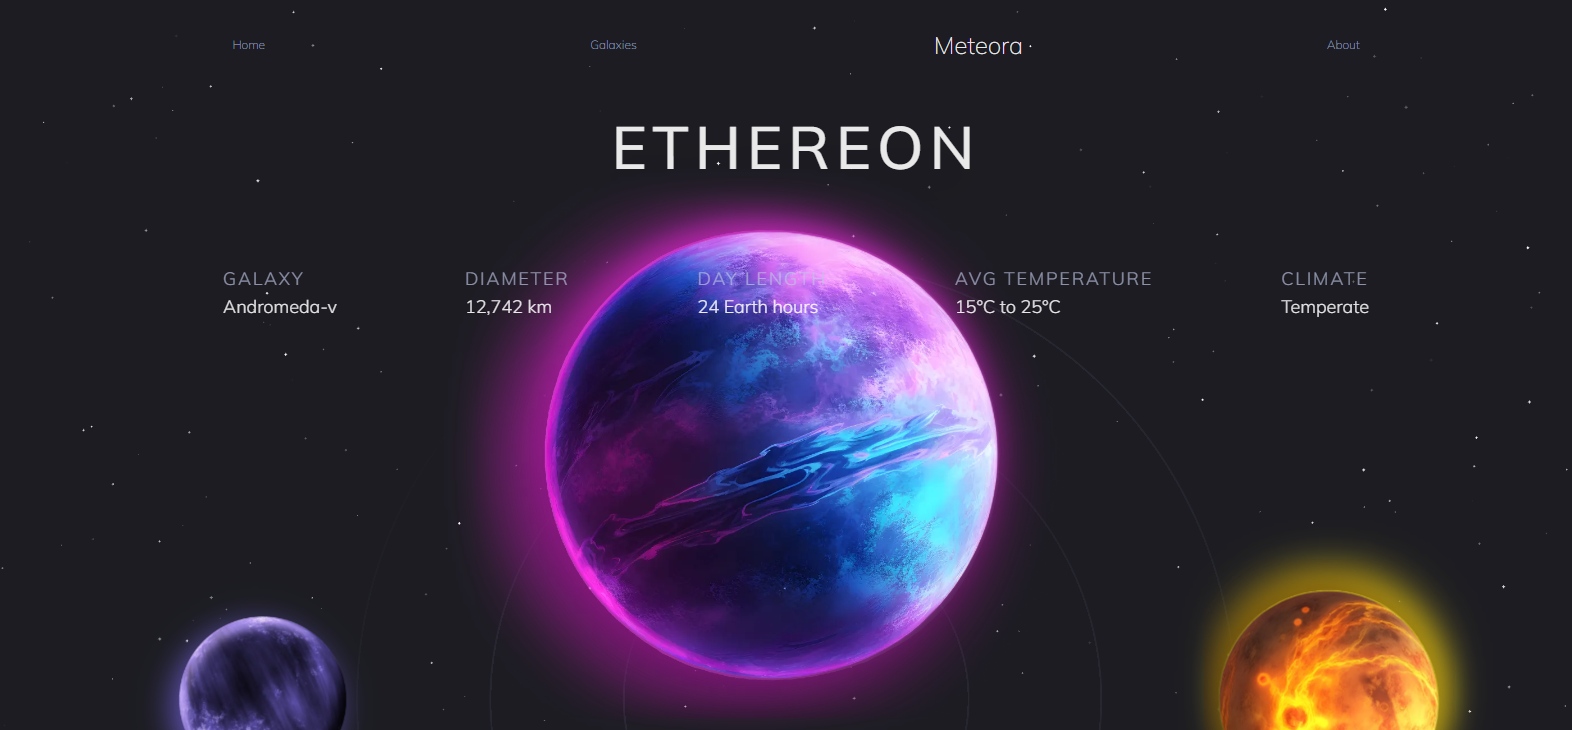 Home
Galaxies
Meteora
About
ETHEREON
GALAXY
Andromeda-v
DIAMETER
12,742 km
DAY LENGTH
24 Earth hours
AVG TEMPERATURE
15°C to 25°C
CLIMATE
Temperate